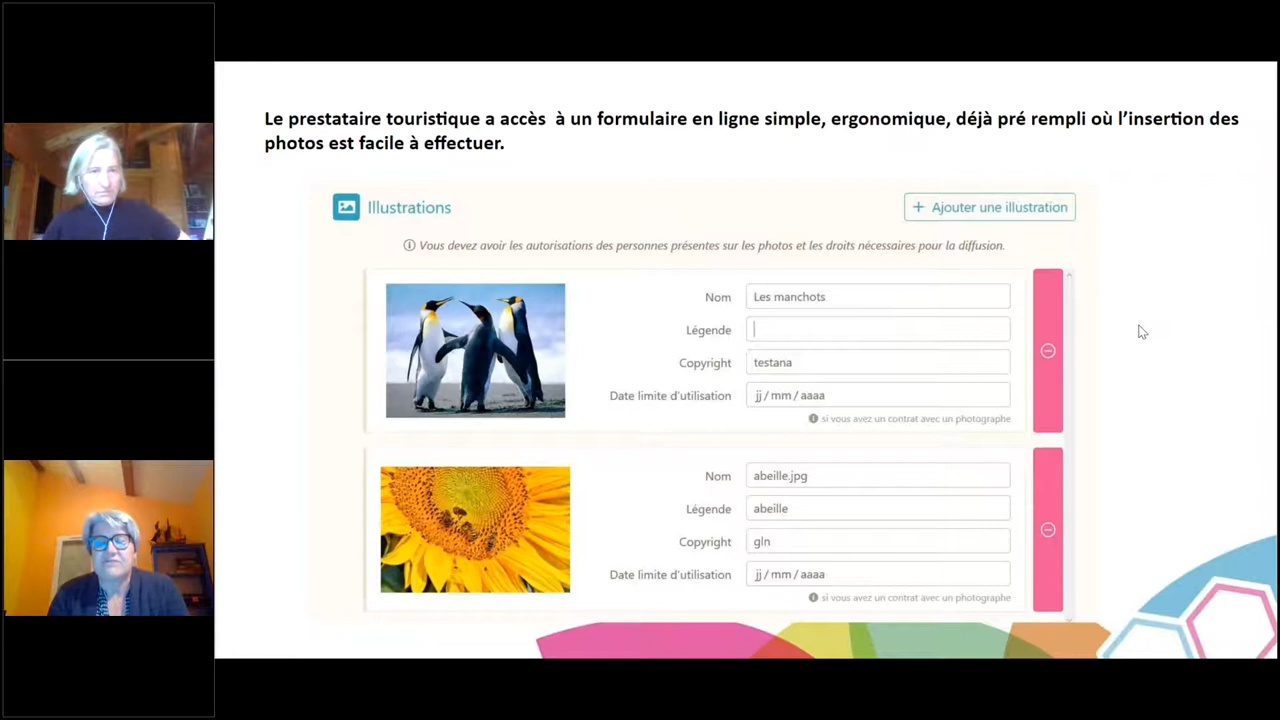 Le prestataire touristique a accès  à un formulaire en ligne simple, ergonomique, déjà pré rempli où l’insertion des
photos est facile à effectuer.
Illustrations
+ Ajouter une illustration
Vous devez avoir les autorisations des personnes présentes sur les photos et les droits nécessaires pour la diffusion.
Nom Les manchots
Légende
Copyright testana
Date limite d'utilisation jj / mm / aaaa
si vous avez un contrat avec un photographe
Nom abeille.jpg
Légende abeille
Copyright gln
Date limite d'utilisation jj / mm / aaaa
si vous avez un contrat avec un photographe